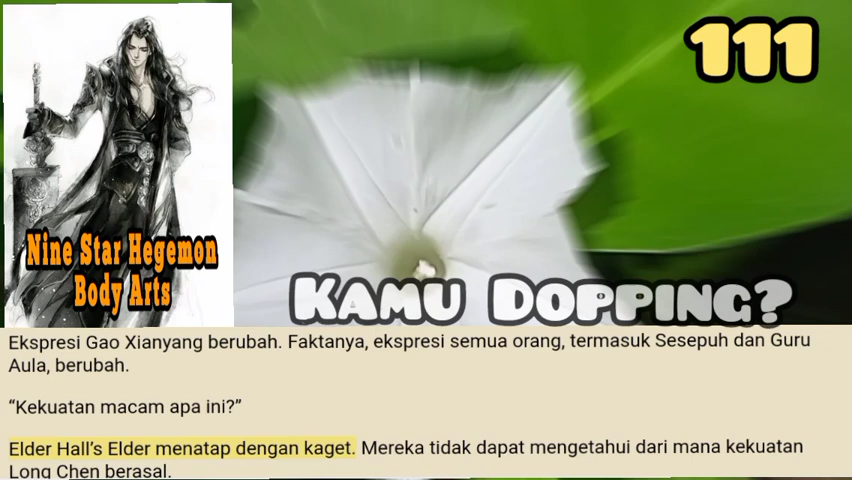 111
Nine Star Hegemon
Body Arts
Kamu Dopping?
Ekspresi Gao Xianyang berubah. Faktanya, ekspresi semua orang, termasuk Sesepuh dan Guru
Aula, berubah.
“Kekuatan macam apa ini?”
Elder Hall’s Elder menatap dengan kaget. Mereka tidak dapat mengetahui dari mana kekuatan
Long Chen berasal.